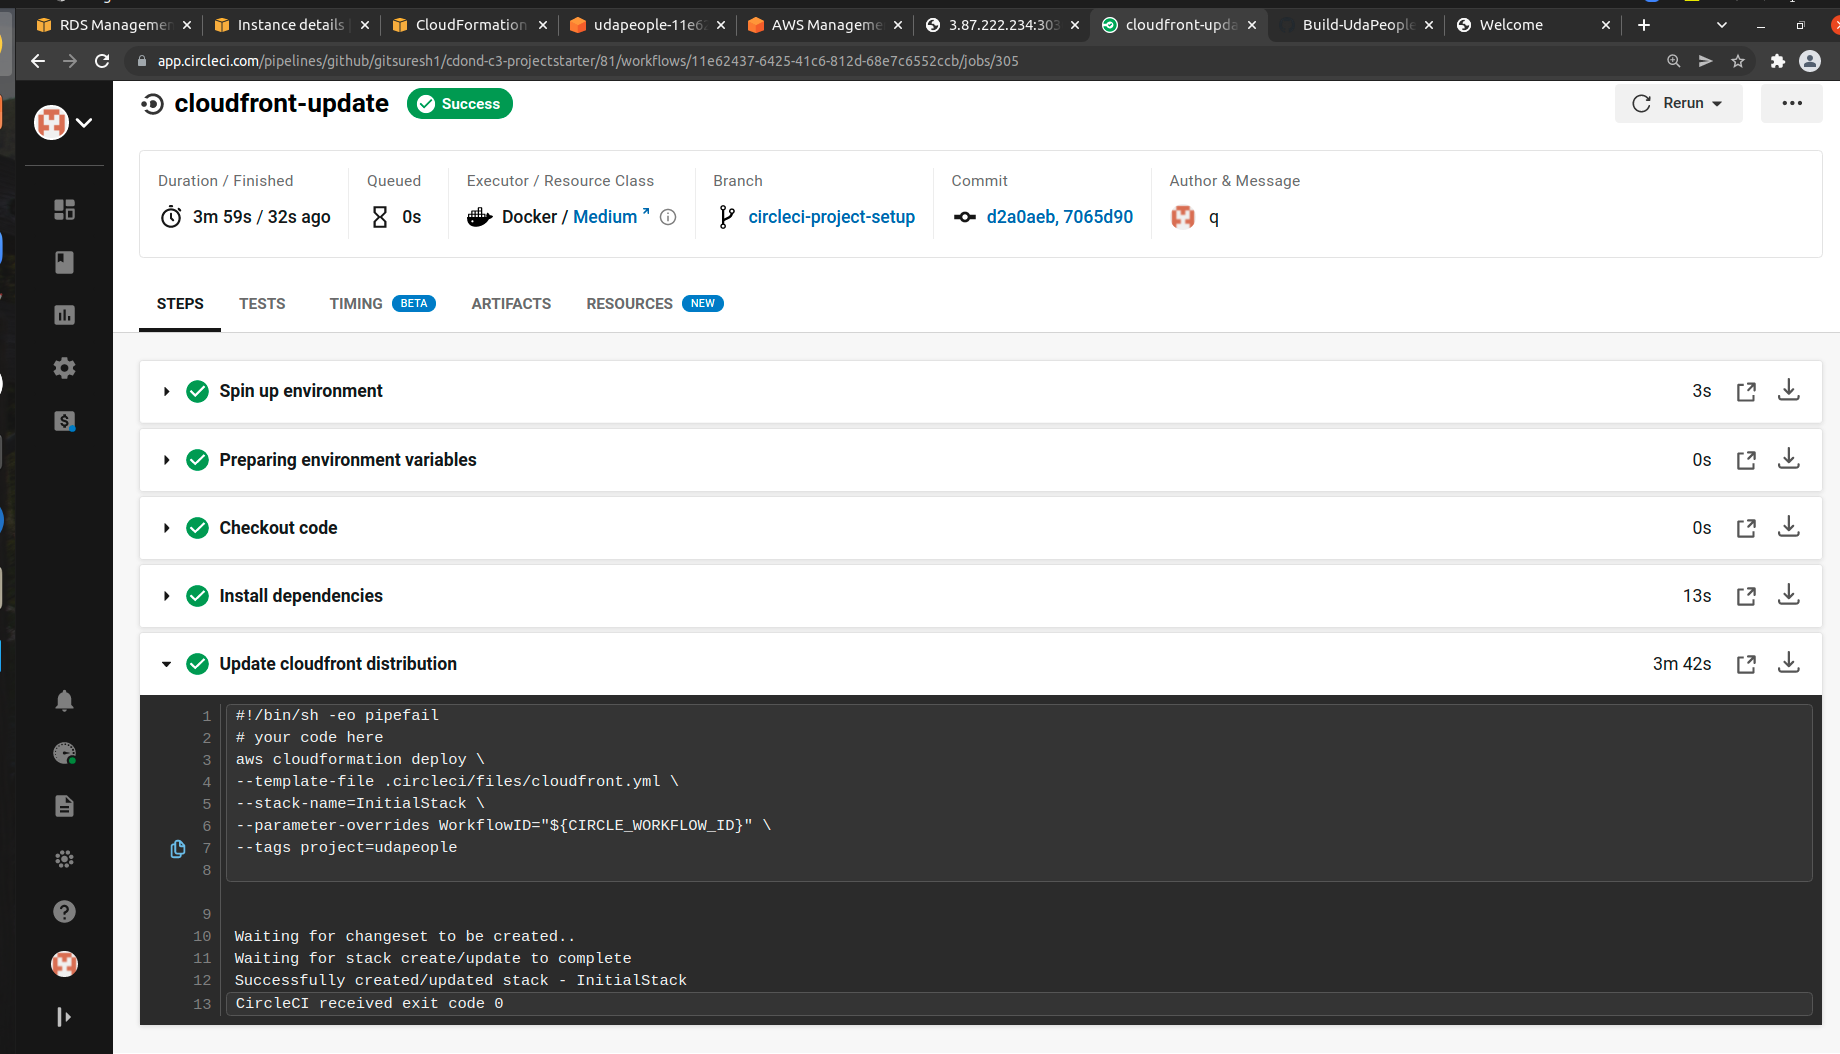 RDS Managemen
Instance details
CloudFormation
udapeople-11e62
AWS Manageme
3.87.222.234:303
cloudfront-upda
Build-UdaPeople
Welcome
app.circleci.com/pipelines/github/gitsuresh1/cdond-c3-projectstarter/81/workflows/11e62437-6425-41c6-812d-68e7c6552ccb/jobs/305
cloudfront-update
Success
Rerun
Duration / Finished
3m 59s / 32s ago
Queued
0s
Executor / Resource Class
Docker / Medium
Branch
circleci-project-setup
Commit
d2a0aeb, 7065d90
Author & Message
q
STEPS
TESTS
TIMING BETA
ARTIFACTS
RESOURCES NEW
Spin up environment 3s
Preparing environment variables 0s
Checkout code 0s
Install dependencies 13s
Update cloudfront distribution 3m 42s
1 #!/bin/sh -eo pipefail
2 # your code here
3 aws cloudformation deploy \
4 --template-file .circleci/files/cloudfront.yml \
5 --stack-name=InitialStack \
6 --parameter-overrides WorkflowID="${CIRCLE_WORKFLOW_ID}" \
7 --tags project=udapeople
8
9
10 Waiting for changeset to be created..
11 Waiting for stack create/update to complete
12 Successfully created/updated stack - InitialStack
13 CircleCI received exit code 0